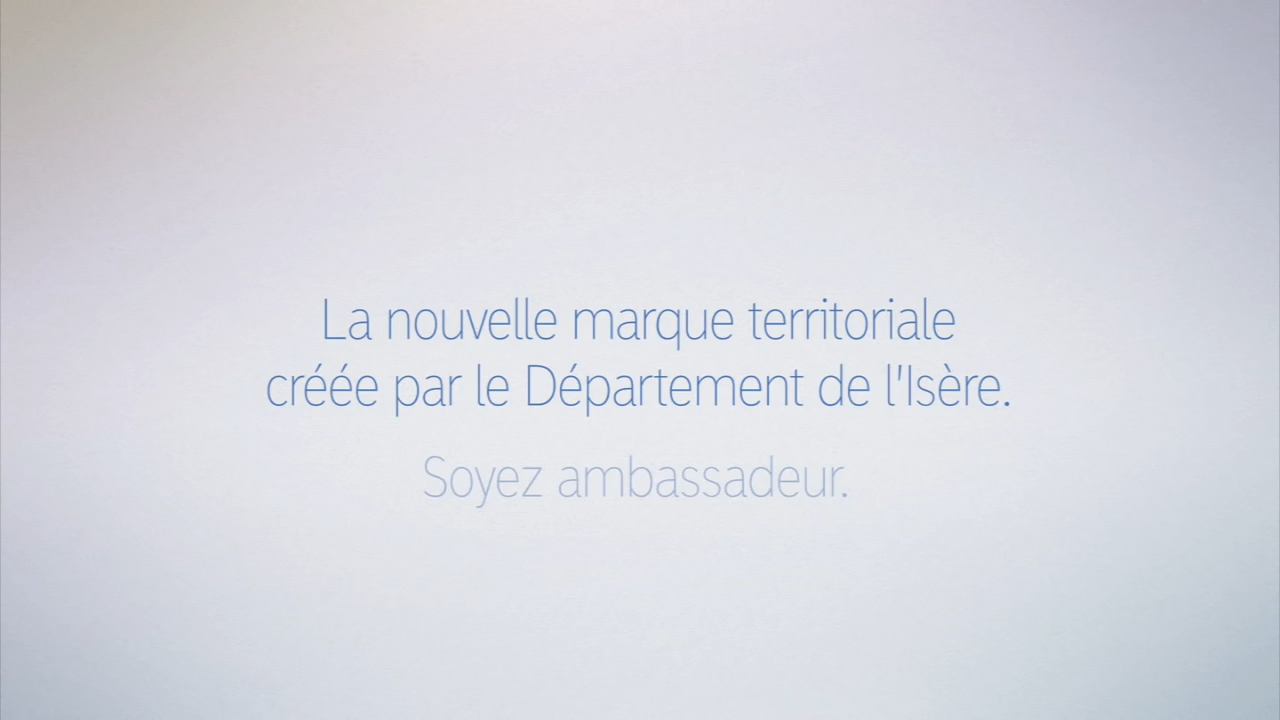 La nouvelle marque territoriale
créée par le Département de l'Isère.
Soyez ambassadeur.